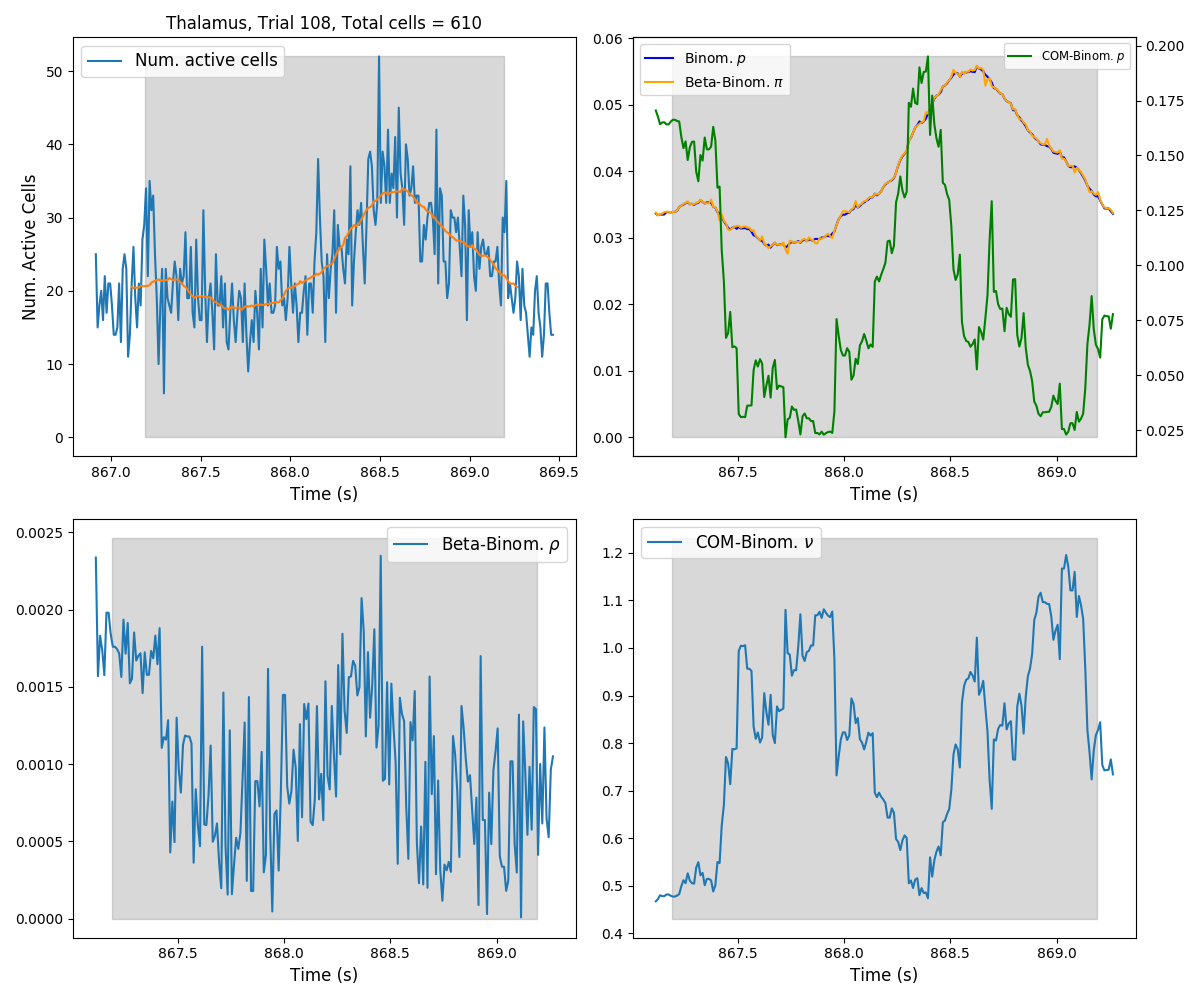 Thalamus, Trial 108, Total cells = 610
Num. active cells
Num. Active Cells
50
40
30
20
10
0
867.0 867.5 868.0 868.5 869.0 869.5
Time (s)
Binom. p
Beta-Binom. π
COM-Binom. p
0.06
0.05
0.04
0.03
0.02
0.01
0.00
0.200
0.175
0.150
0.125
0.100
0.075
0.050
0.025
867.5 868.0 868.5 869.0
Time (s)
Beta-Binom. ρ
0.0025
0.0020
0.0015
0.0010
0.0005
0.0000
867.5 868.0 868.5 869.0
Time (s)
COM-Binom. ν
1.2
1.1
1.0
0.9
0.8
0.7
0.6
0.5
0.4
867.5 868.0 868.5 869.0
Time (s)